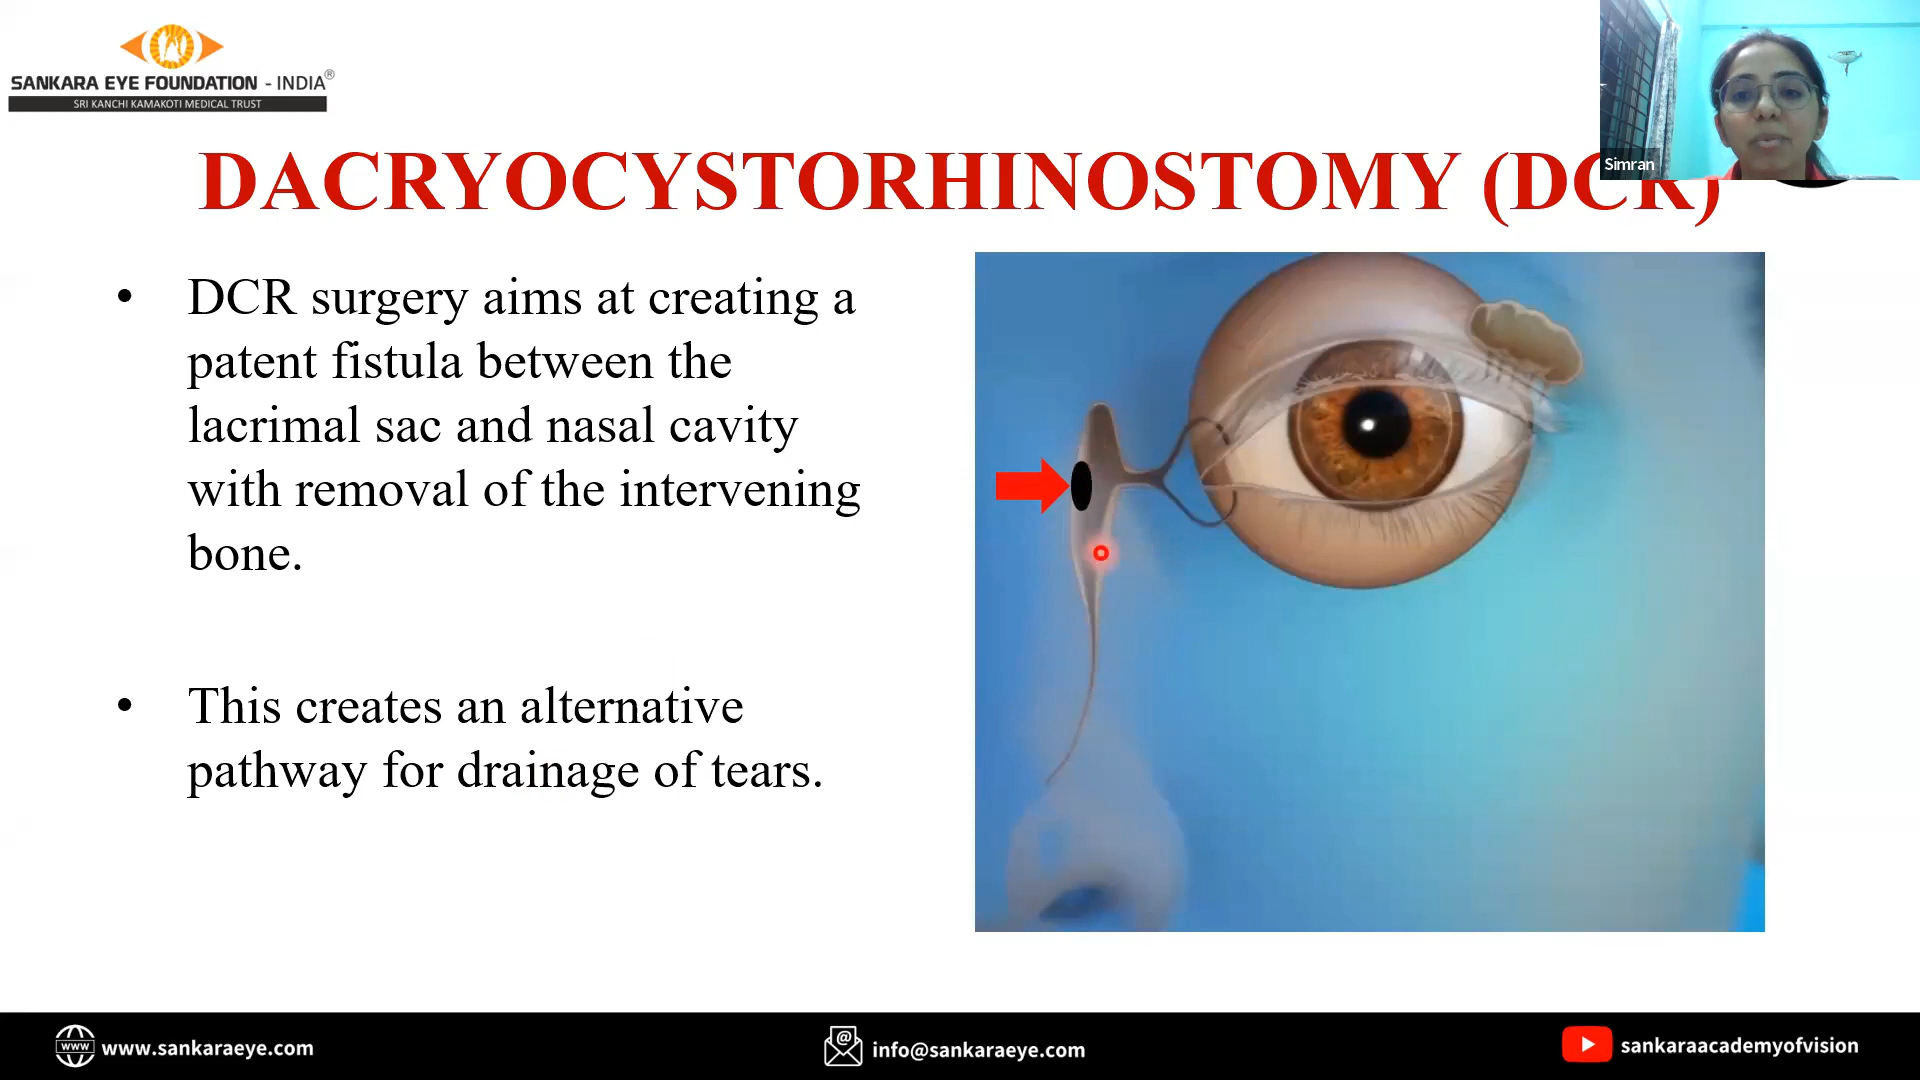 SANKARA EYE FOUNDATION - INDIA®
SRI KANCHI KAMAKOTI MEDICAL TRUST
Simran
DACRYOCYSTORHINOSTOMY (DCR)
• DCR surgery aims at creating a
patent fistula between the
lacrimal sac and nasal cavity
with removal of the intervening
bone.
• This creates an alternative
pathway for drainage of tears.
www www.sankaraeye.com
@ info@sankaraeye.com
sankaraacademyofvision